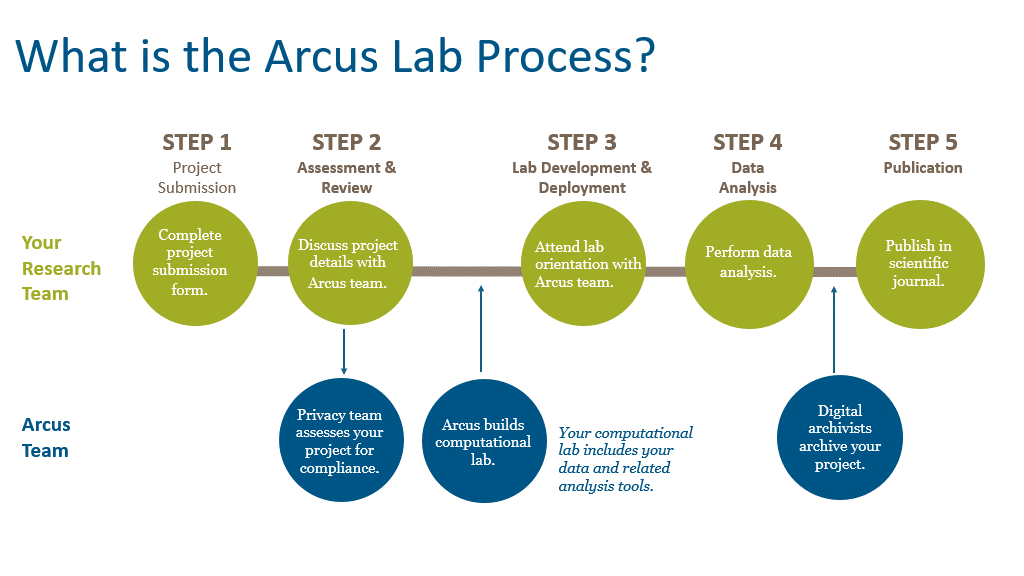 What is the Arcus Lab Process?
STEP 1
Project
Submission
STEP 2
Assessment &
Review
STEP 3
Lab Development &
Deployment
STEP 4
Data
Analysis
STEP 5
Publication
Your
Research
Team
Complete
project
submission
form.
Discuss project
details with
Arcus team.
Attend lab
orientation with
Arcus team.
Perform data
analysis.
Publish in
scientific
journal.
Arcus
Team
Privacy team
assesses your
project for
compliance.
Arcus builds
computational
lab.
Your computational
lab includes your
data and related
analysis tools.
Digital
archivists
archive your
project.